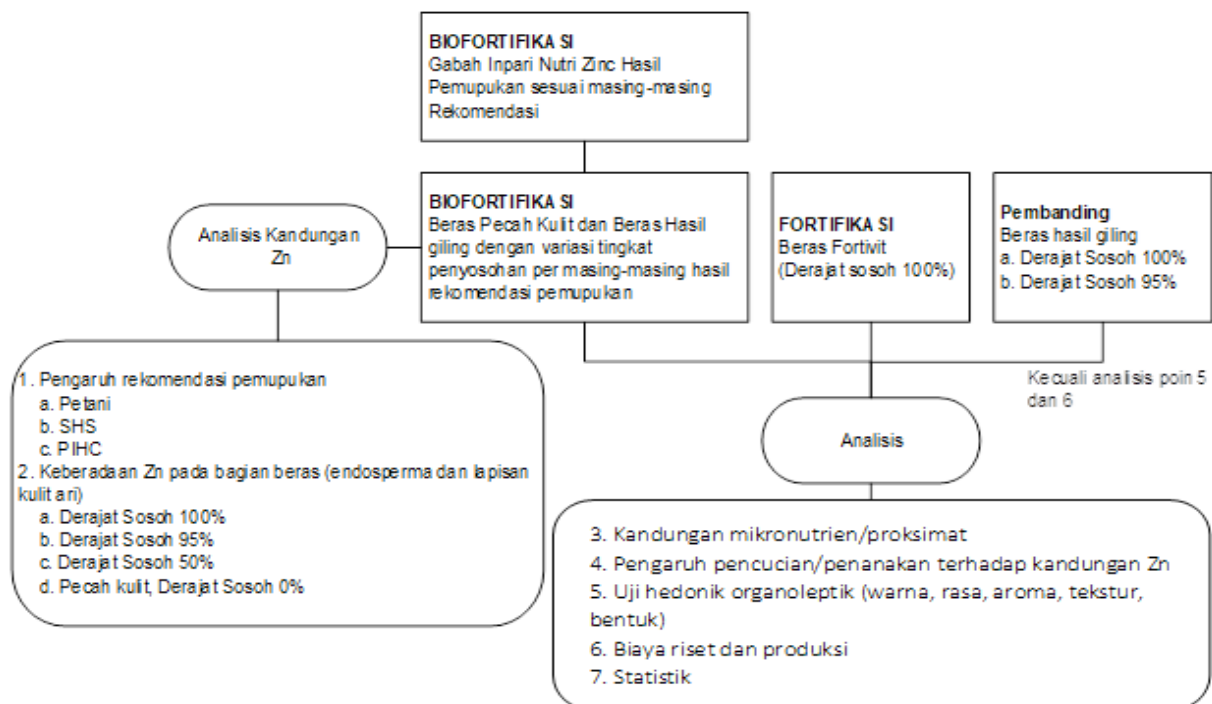 BIOFORTIFIKA SI
Gabah Inpari Nutri Zinc Hasil
Pemupukan sesuai masing-masing
Rekomendasi
Analisis Kandungan
Zn
BIOFORTIFIKA SI
Beras Pecah Kulit dan Beras Hasil
giling dengan variasi tingkat
penyosohan per masing-masing hasil
rekomendasi pemupukan
FORTIFIKA SI
Beras Fortivit
(Derajat sosoh 100%)
Pembanding
Beras hasil giling
a. Derajat Sosoh 100%
b. Derajat Sosoh 95%
Kecuali analisis poin 5
dan 6
1. Pengaruh rekomendasi pemupukan
a. Petani
b. SHS
c. PIHC
2. Keberadaan Zn pada bagian beras (endosperma dan lapisan
kulit ari)
a. Derajat Sosoh 100%
b. Derajat Sosoh 95%
c. Derajat Sosoh 50%
d. Pecah kulit, Derajat Sosoh 0%
Analisis
3. Kandungan mikronutrien/proksimat
4. Pengaruh pencucian/penanakan terhadap kandungan Zn
5. Uji hedonik organoleptik (warna, rasa, aroma, tekstur,
bentuk)
6. Biaya riset dan produksi
7. Statistik